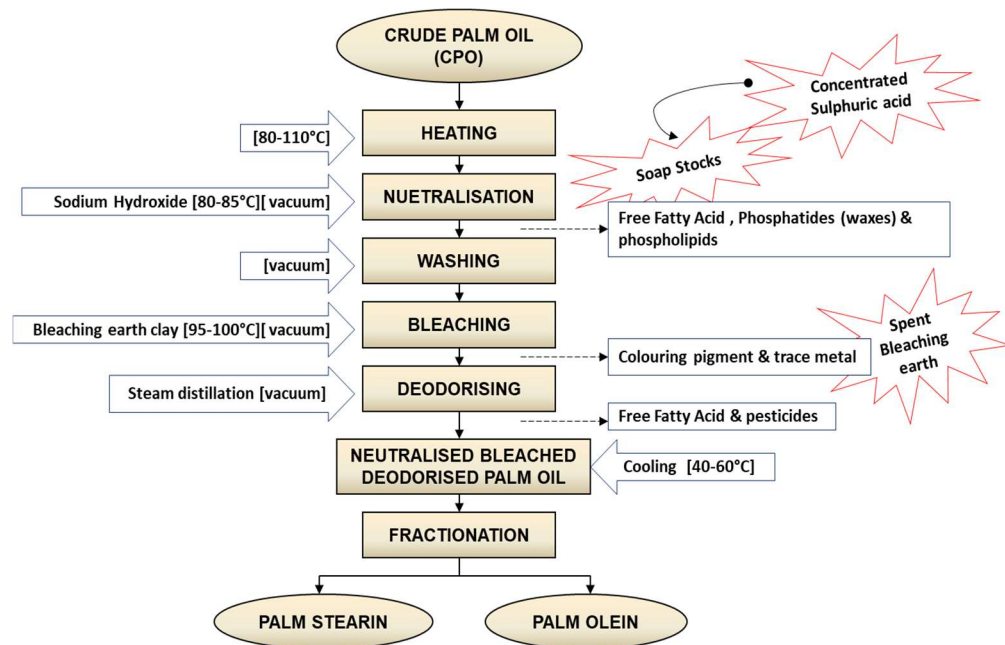 CRUDE PALM OIL
(CPO)
Concentrated
Sulphuric acid
[80-110°C]
HEATING
Soap Stocks
Sodium Hydroxide [80-85°C][ vacuum]
NUETRALISATION
Free Fatty Acid , Phosphatides (waxes) &
phospholipids
[vacuum]
WASHING
Bleaching earth clay [95-100°C][ vacuum]
BLEACHING
Spent
Bleaching
earth
Colouring pigment & trace metal
Steam distillation [vacuum]
DEODORISING
Free Fatty Acid & pesticides
NEUTRALISED BLEACHED
DEODORISED PALM OIL
Cooling [40-60°C]
FRACTIONATION
PALM STEARIN
PALM OLEIN